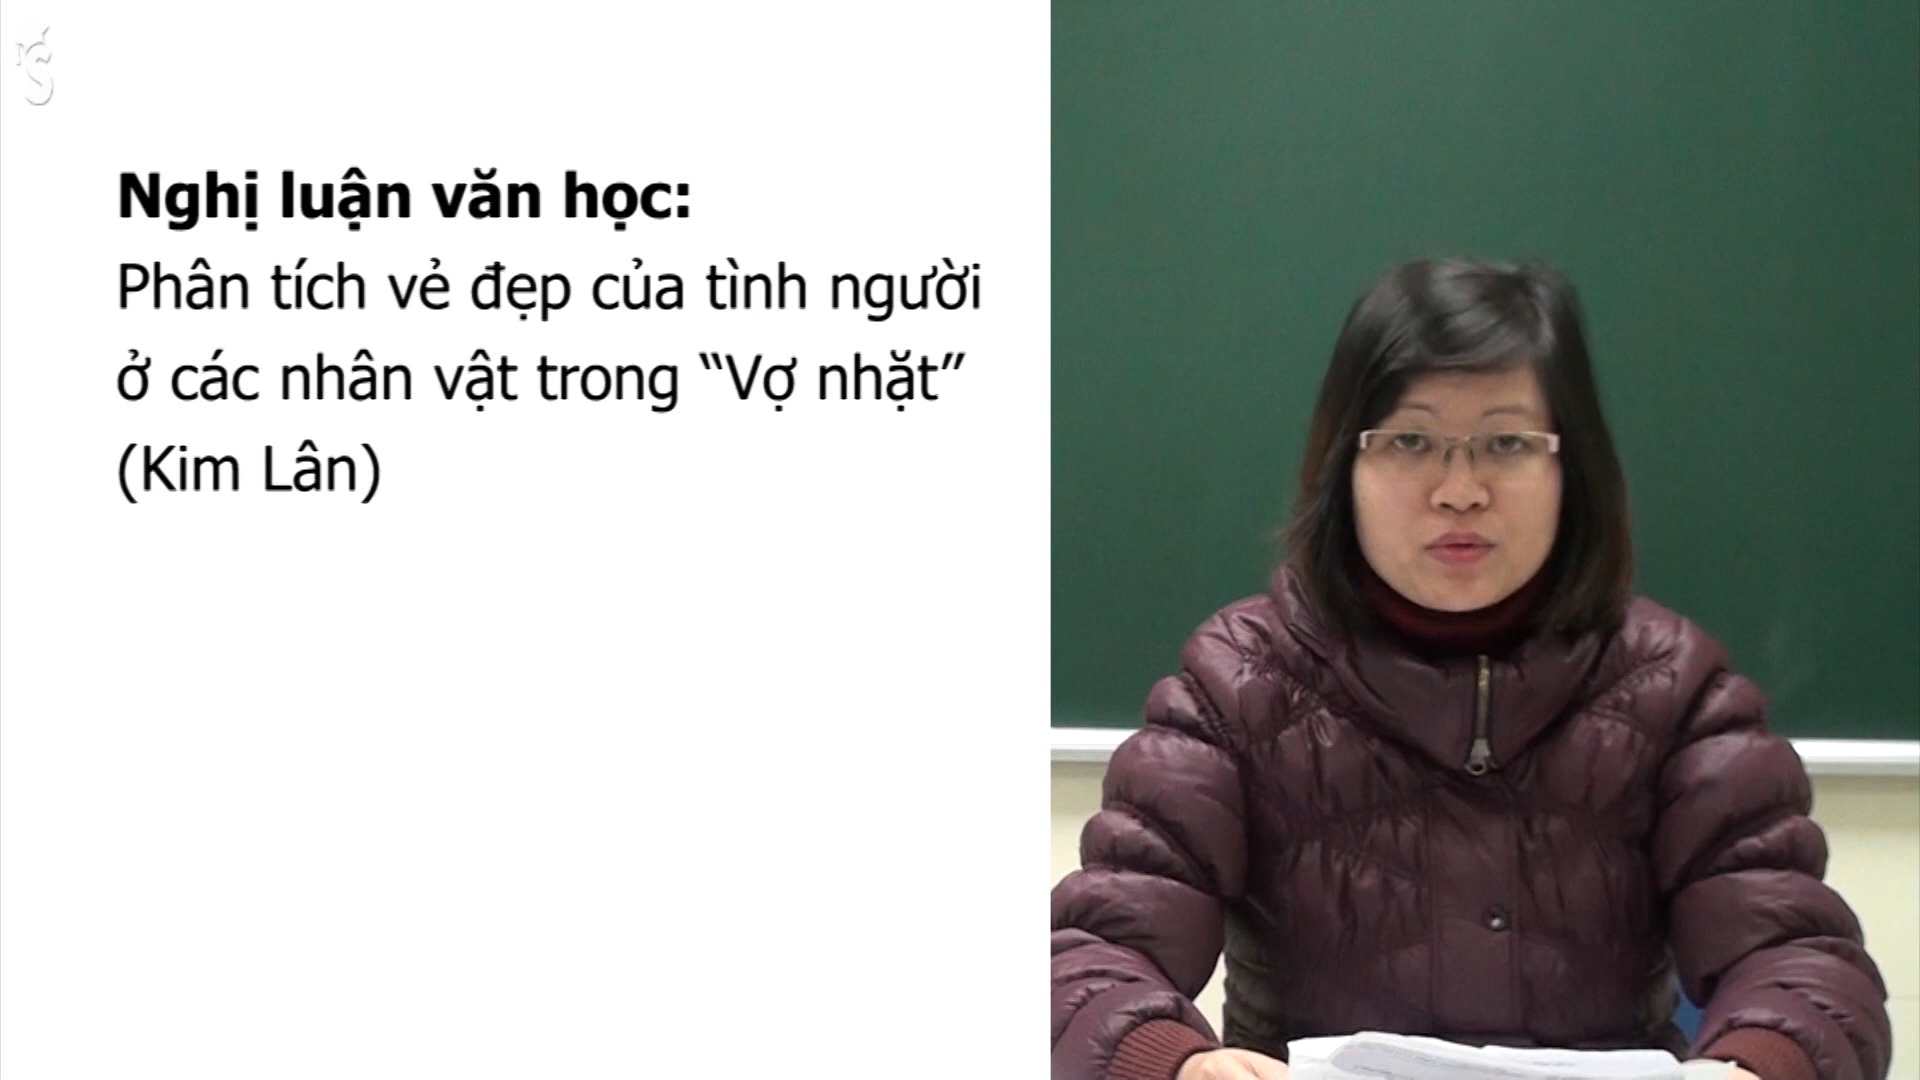 Nghị luận văn học:
Phân tích vẻ đẹp của tình người
ở các nhân vật trong “Vợ nhặt”
(Kim Lân)